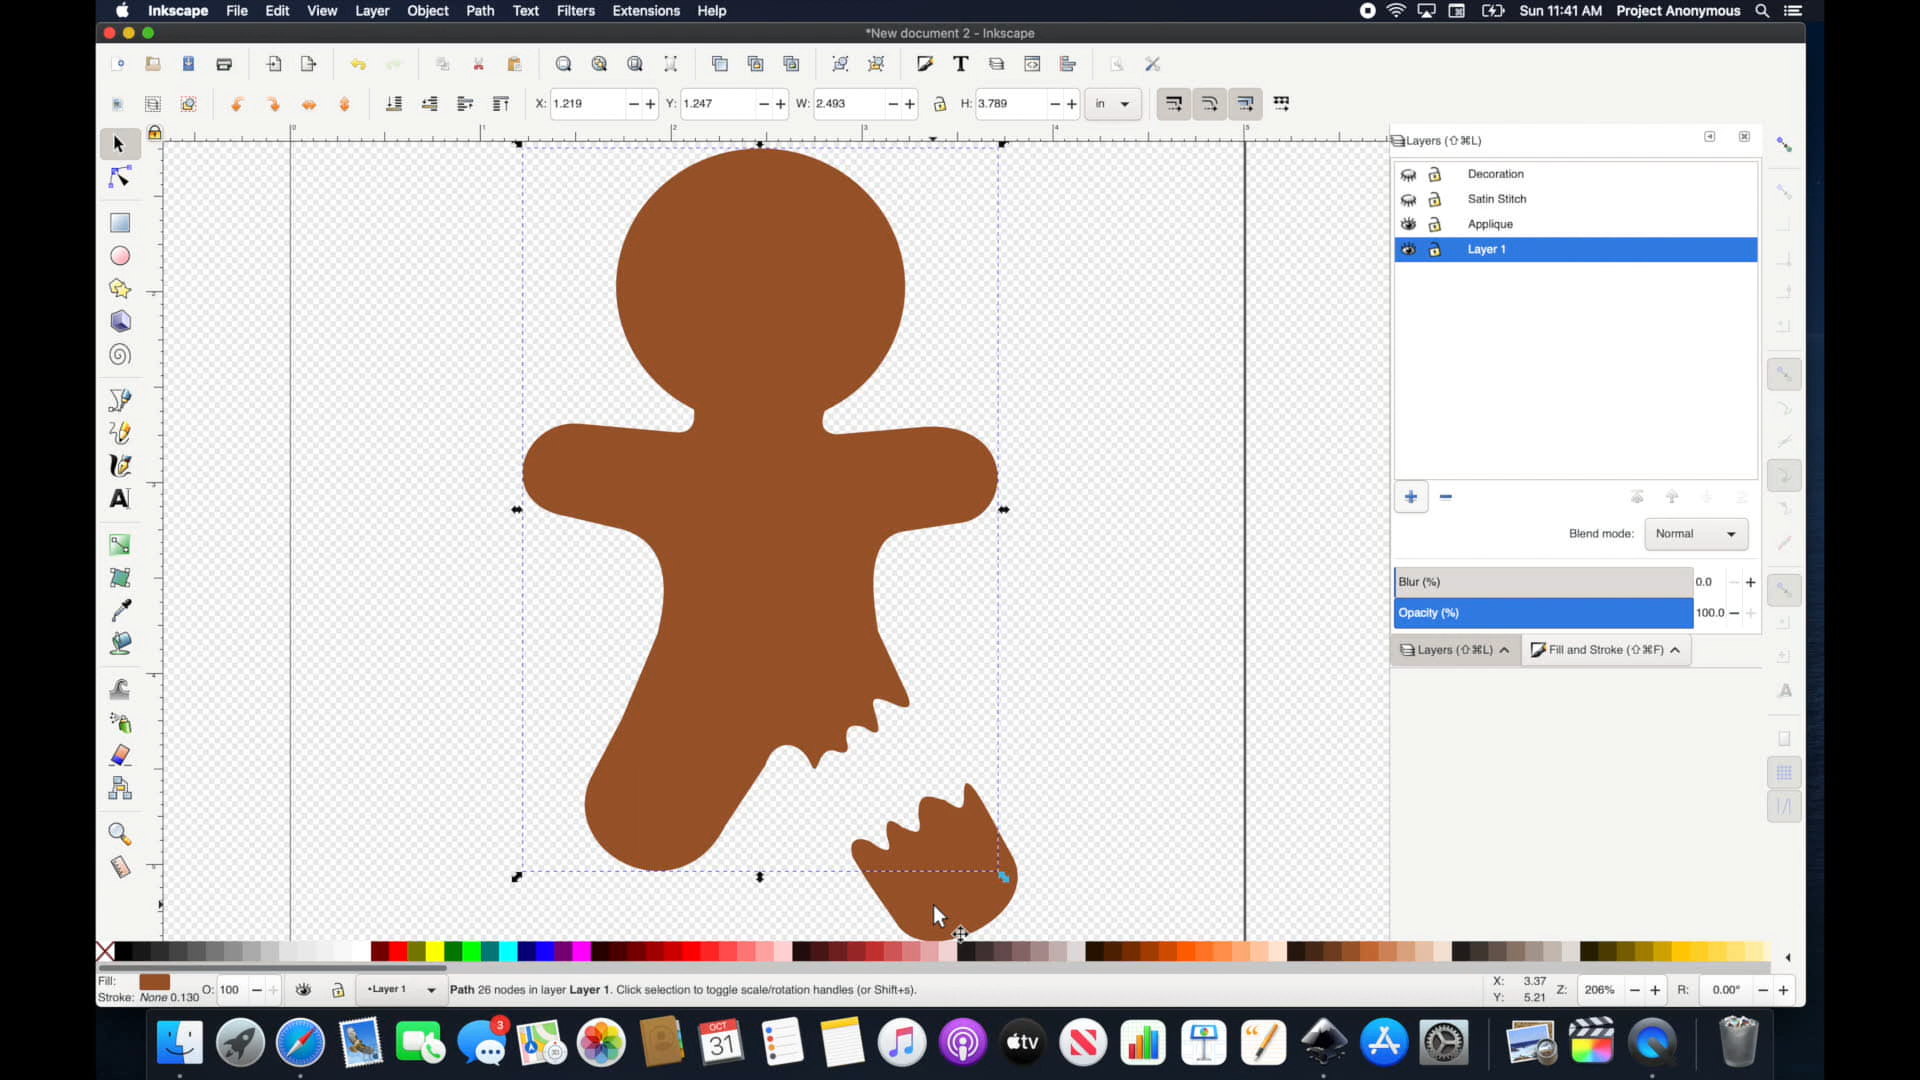 Inkscape File Edit View Layer Object Path Text Filters Extensions Help Sun 11:41 AM Project Anonymous
*New document 2 - Inkscape
X: 1.219 Y: 1.247 W: 2.493 H: 3.789 in
Layers (⇧⌘L)
Decoration
Satin Stitch
Applique
Layer 1
Blend mode: Normal
Blur (%) 0.0
Opacity (%) 100.0
Layers (⇧⌘L) Fill and Stroke (⇧⌘F)
Fill:
Stroke: None 0.130 O: 100 •Layer 1 Path 26 nodes in layer Layer 1. Click selection to toggle scale/rotation handles (or Shift+s).
X: 3.37
Y: 5.21 Z: 206% R: 0.00°
3
OCT
31
tv